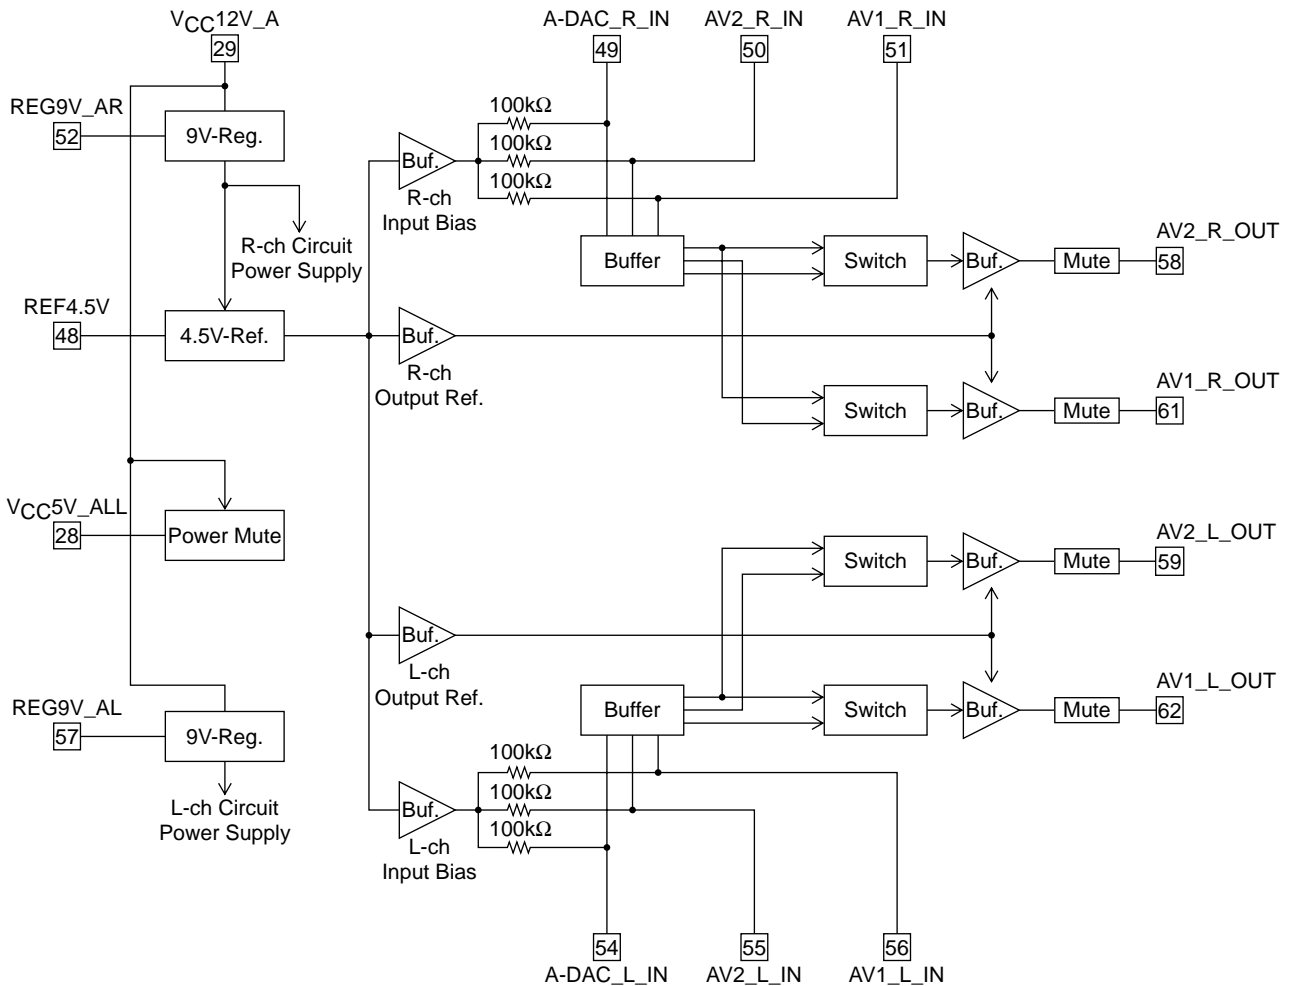 VCC12V_A
A-DAC_R_IN
AV2_R_IN
AV1_R_IN
29
49
50
51
REG9V_AR
52
9V-Reg.
100kΩ
100kΩ
100kΩ
Buf.
R-ch
Input Bias
R-ch Circuit
Power Supply
Buffer
Switch
Buf.
Mute
AV2_R_OUT
58
REF4.5V
48
4.5V-Ref.
Buf.
R-ch
Output Ref.
Switch
Buf.
Mute
AV1_R_OUT
61
VCC5V_ALL
28
Power Mute
Switch
Buf.
Mute
AV2_L_OUT
59
Buf.
L-ch
Output Ref.
REG9V_AL
57
9V-Reg.
L-ch Circuit
Power Supply
Buffer
Switch
Buf.
Mute
AV1_L_OUT
62
100kΩ
100kΩ
100kΩ
Buf.
L-ch
Input Bias
54
55
56
A-DAC_L_IN
AV2_L_IN
AV1_L_IN